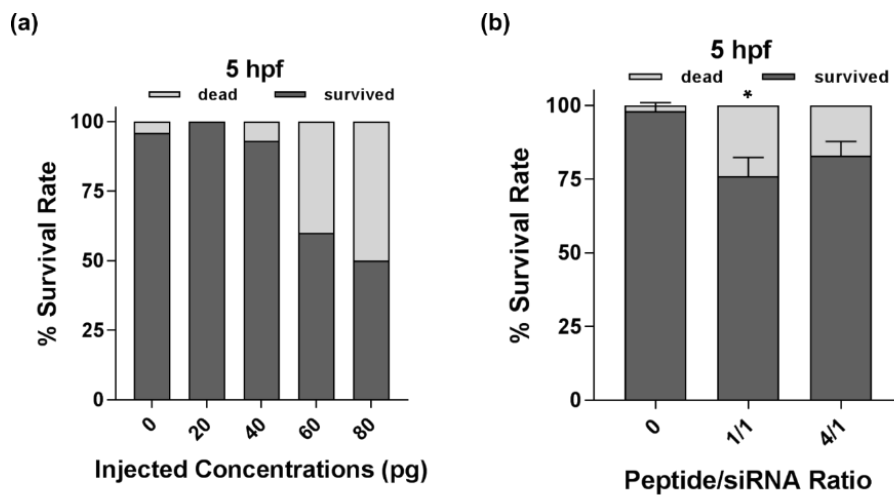 (a)
5 hpf
dead survived
% Survival Rate
100
75
50
25
0
0 20 40 60 80
Injected Concentrations (pg)
(b)
5 hpf
dead survived
*
% Survival Rate
100
75
50
25
0
0 1/1 4/1
Peptide/siRNA Ratio